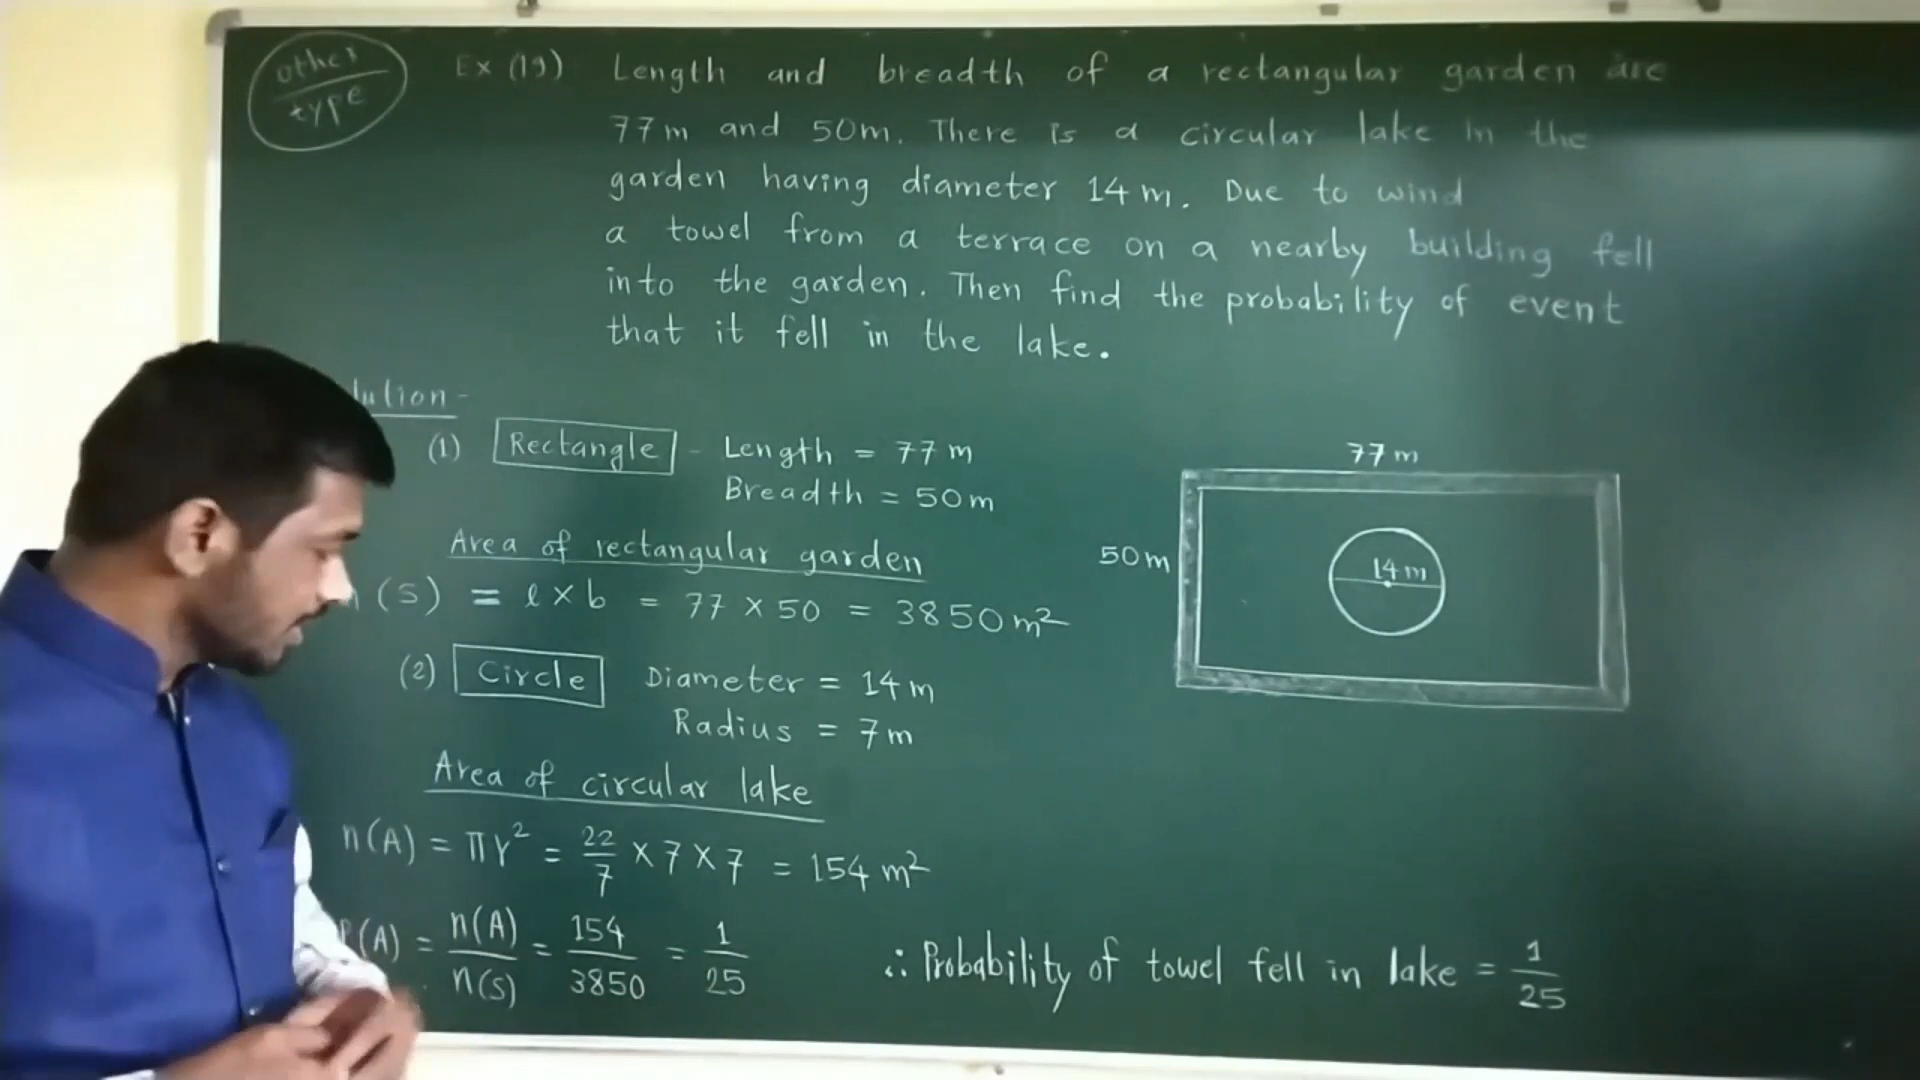 other
type
Ex (19) Length and breadth of a rectangular garden are
77m and 50m. There is a circular lake in the
garden having diameter 14 m. Due to wind
a towel from a terrace on a nearby building fell
into the garden. Then find the probability of event
that it fell in the lake.
lution -
(1) Rectangle - Length = 77 m
Breadth = 50m
Area of rectangular garden
(S) = l × b = 77 × 50 = 3850 m²
(2) Circle Diameter = 14 m
Radius = 7 m
Area of circular lake
n(A) = πr² = 22/7 × 7 × 7 = 154 m²
P(A) = n(A)/n(S) = 154/3850 = 1/25
∴ Probability of towel fell in lake = 1/25
77 m
50 m
14 m